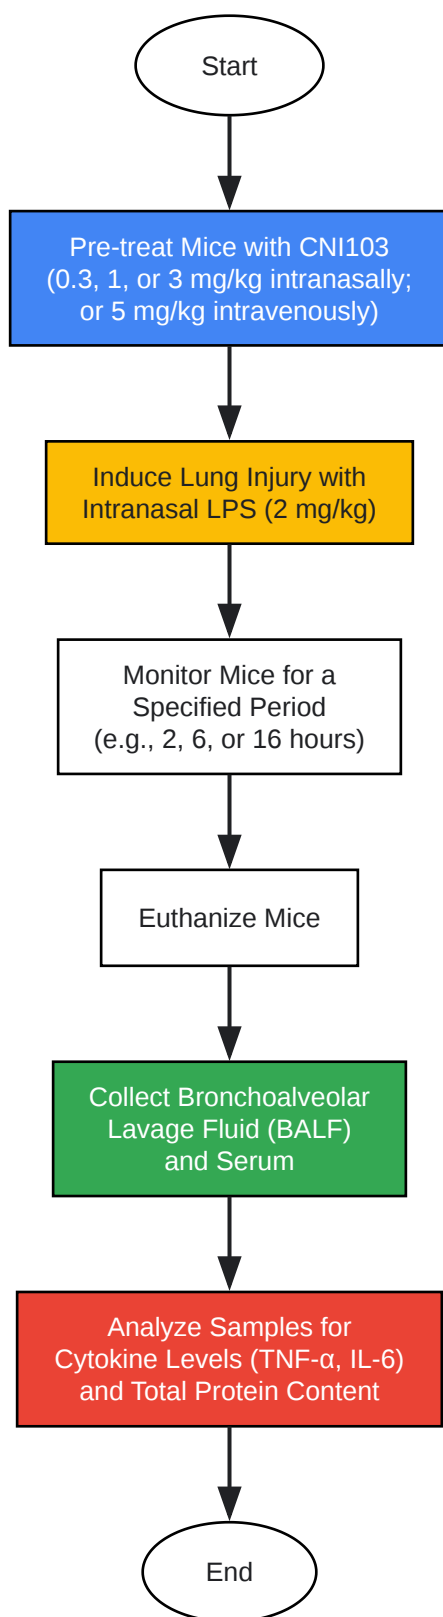 Start
Pre-treat Mice with CNI103
(0.3, 1, or 3 mg/kg intranasally;
or 5 mg/kg intravenously)
Induce Lung Injury with
Intranasal LPS (2 mg/kg)
Monitor Mice for a
Specified Period
(e.g., 2, 6, or 16 hours)
Euthanize Mice
Collect Bronchoalveolar
Lavage Fluid (BALF)
and Serum
Analyze Samples for
Cytokine Levels (TNF-α, IL-6)
and Total Protein Content
End